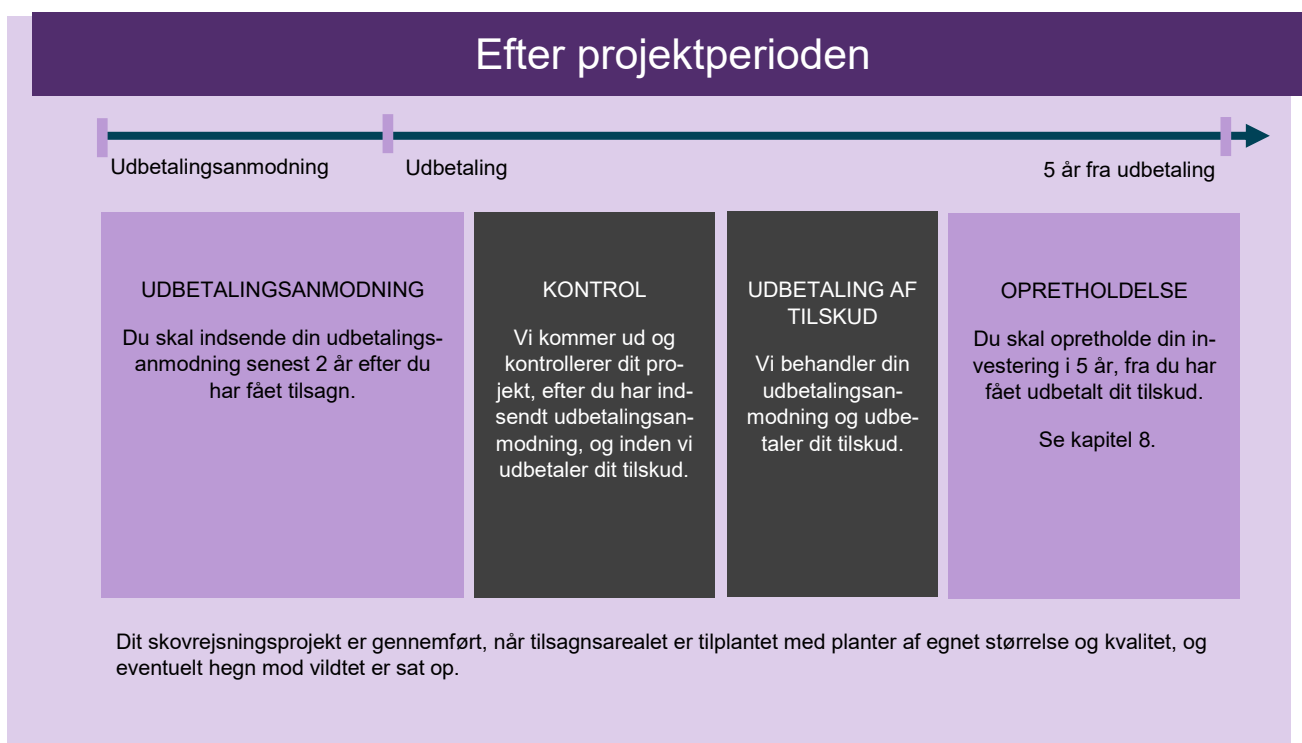 Efter projektperioden
Udbetalingsanmodning
Udbetaling
5 år fra udbetaling
UDBETALINGSANMODNING
Du skal indsende din udbetalings-
anmodning senest 2 år efter du
har fået tilsagn.
KONTROL
Vi kommer ud og
kontrollerer dit pro-
jekt, efter du har ind-
sendt udbetalingsan-
modning, og inden vi
udbetaler dit tilskud.
UDBETALING AF
TILSKUD
Vi behandler din
udbetalingsan-
modning og udbe-
taler dit tilskud.
OPRETHOLDELSE
Du skal opretholde din in-
vestering i 5 år, fra du har
fået udbetalt dit tilskud.
Se kapitel 8.
Dit skovrejsningsprojekt er gennemført, når tilsagnsarealet er tilplantet med planter af egnet størrelse og kvalitet, og
eventuelt hegn mod vildtet er sat op.